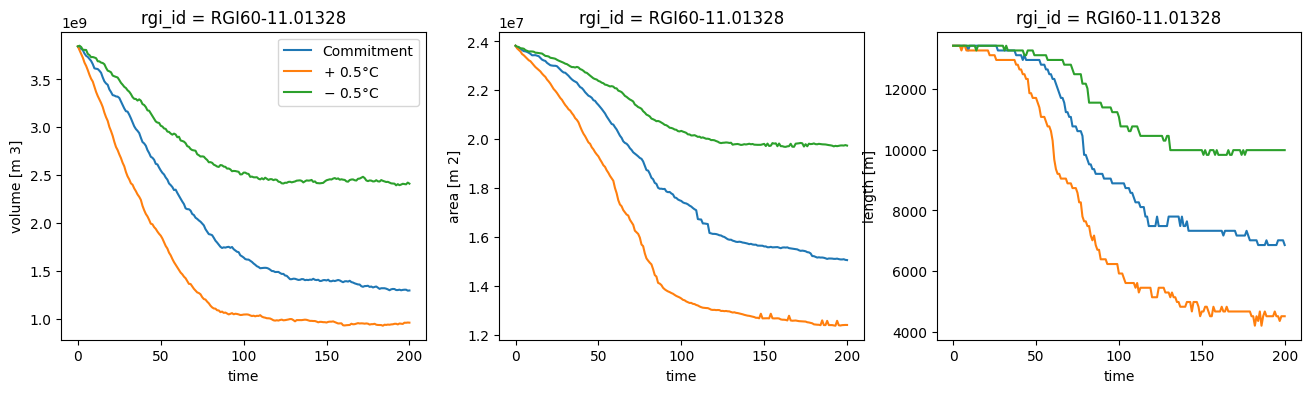 rgi_id = RGI60-11.01328
1e9
volume [m 3]
3.5
3.0
2.5
2.0
1.5
1.0
0
50
100
150
200
time
Commitment
+ 0.5°C
− 0.5°C
rgi_id = RGI60-11.01328
1e7
area [m 2]
2.4
2.2
2.0
1.8
1.6
1.4
1.2
0
50
100
150
200
time
rgi_id = RGI60-11.01328
length [m]
12000
10000
8000
6000
4000
0
50
100
150
200
time